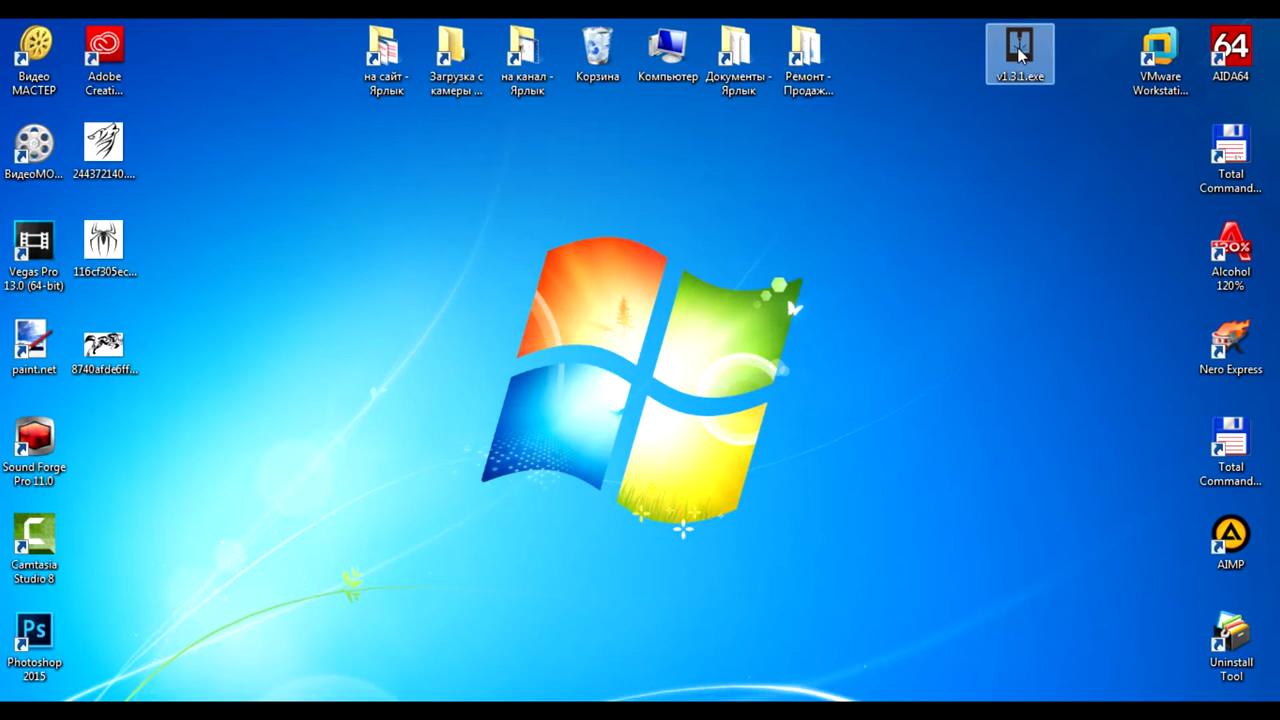 Видео
МАСТЕР
Adobe
Creati...
на сайт -
Ярлык
Загрузка с
камеры ...
на канал -
Ярлык
Корзина
Компьютер
Документы -
Ярлык
Ремонт -
Продаж...
v1.3.1.exe
VMware
Workstati...
64
AIDA64
ВидеоМО...
244372140....
Total
Command...
Vegas Pro
13.0 (64-bit)
116cf305ec...
120%
Alcohol
120%
paint.net
8740afde6ff...
Nero Express
Sound Forge
Pro 11.0
Total
Command...
Camtasia
Studio 8
AIMP
Ps
Photoshop
2015
Uninstall
Tool